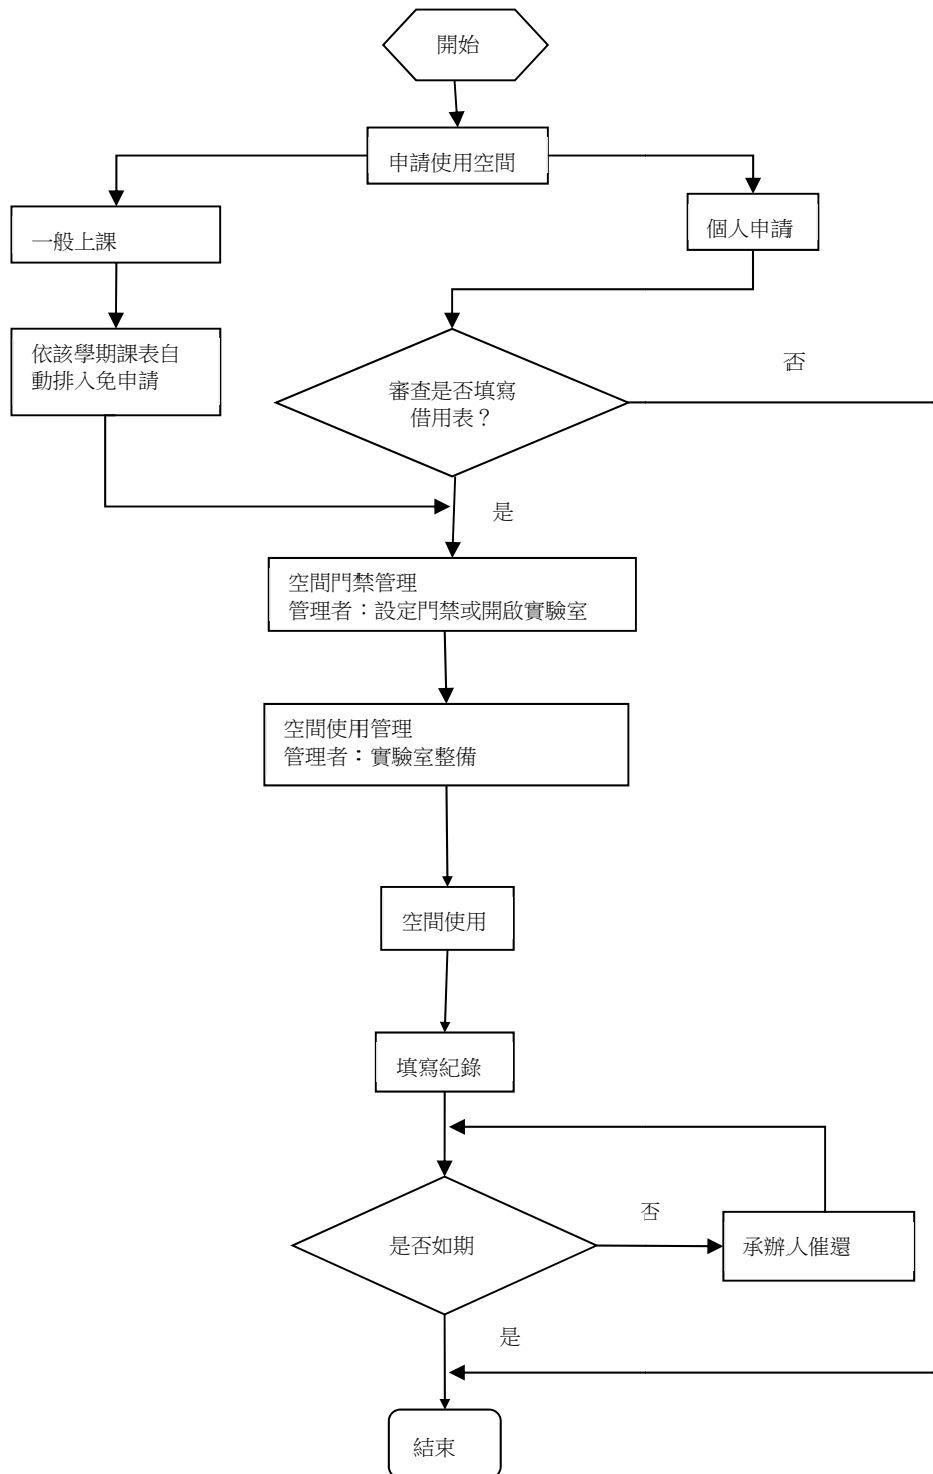 開始
申請使用空間
一般上課
個人申請
依該學期課表自
動排入免申請
審查是否填寫
借用表？
否
是
空間門禁管理
管理者：設定門禁或開啟實驗室
空間使用管理
管理者：實驗室整備
空間使用
填寫紀錄
是否如期
否
承辦人催還
是
結束